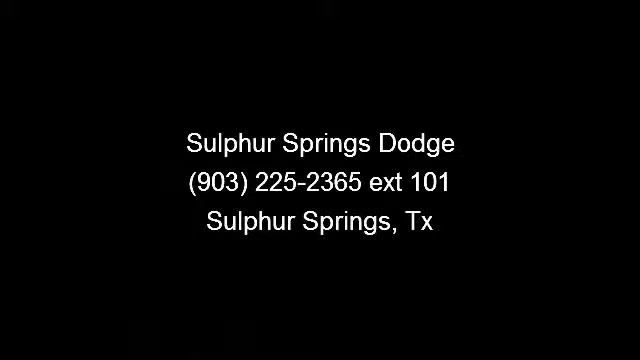 Sulphur Springs Dodge
(903) 225-2365 ext 101
Sulphur Springs, Tx